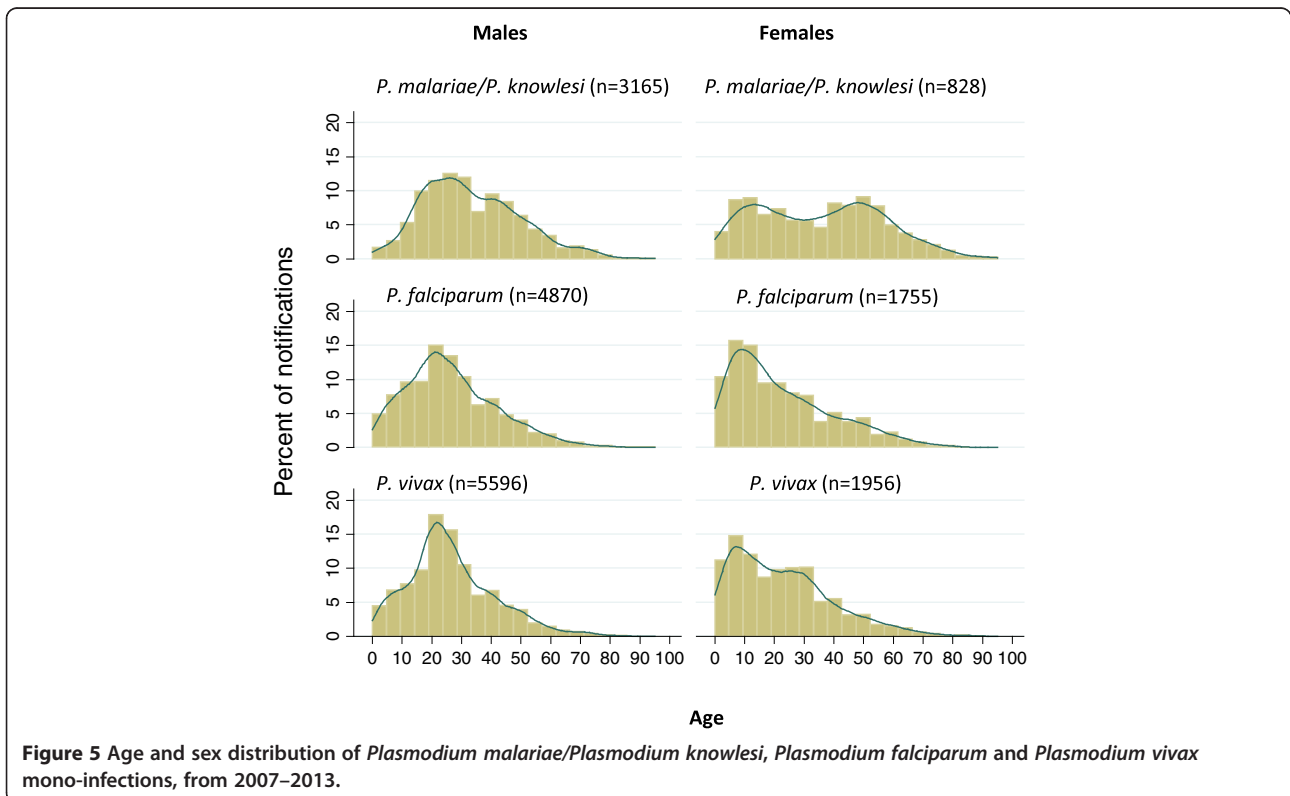 Males Females
P. malariae/P. knowlesi (n=3165) P. malariae/P. knowlesi (n=828)
20
15
10
5
0
P. falciparum (n=4870) P. falciparum (n=1755)
20
15
10
5
0
P. vivax (n=5596) P. vivax (n=1956)
20
15
10
5
0
Percent of notifications
0 10 20 30 40 50 60 70 80 90 100 0 10 20 30 40 50 60 70 80 90 100
Age
Figure 5 Age and sex distribution of Plasmodium malariae/Plasmodium knowlesi, Plasmodium falciparum and Plasmodium vivax
mono-infections, from 2007–2013.